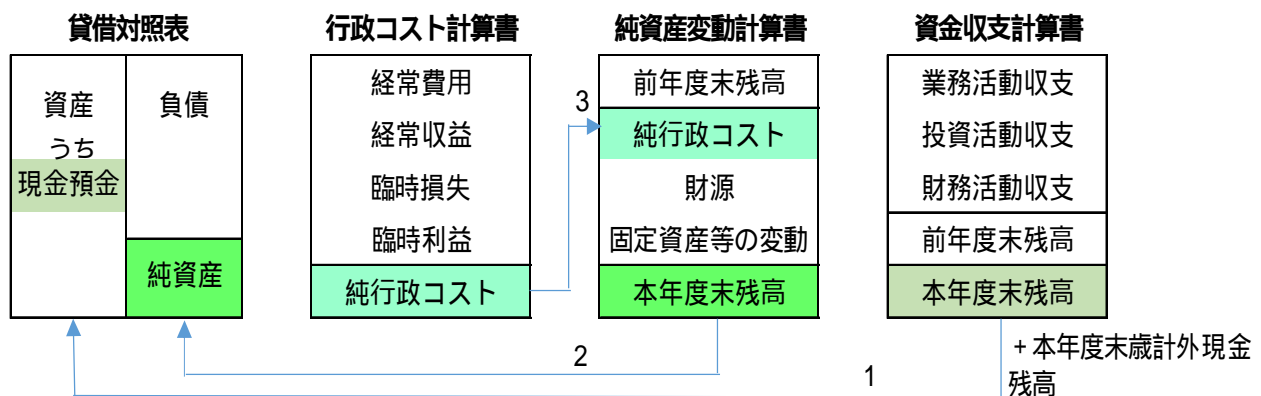 貸借対照表
資産
うち
現金預金
負債
純資産
行政コスト計算書
経常費用
経常収益
臨時損失
臨時利益
純行政コスト
3
純資産変動計算書
前年度末残高
純行政コスト
財源
固定資産等の変動
本年度末残高
資金収支計算書
業務活動収支
投資活動収支
財務活動収支
前年度末残高
本年度末残高
2
1
+本年度末歳計外現金
残高